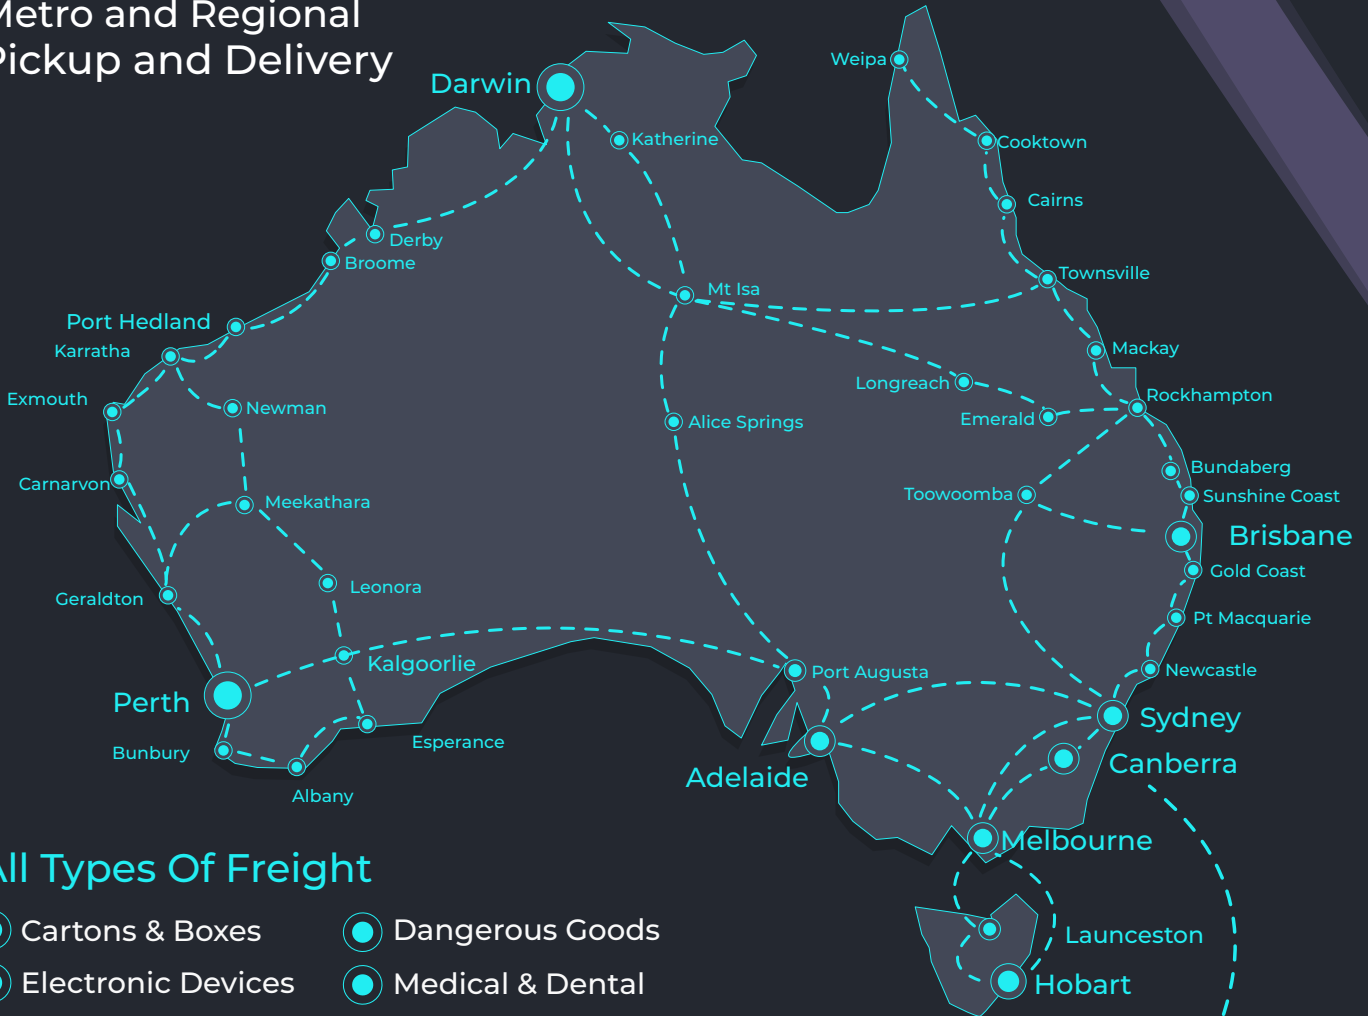 Metro and Regional
Pickup and Delivery
Darwin
Weipa
Katherine
Cooktown
Cairns
Derby
Broome
Townsville
Mt Isa
Port Hedland
Karratha
Mackay
Longreach
Exmouth
Newman
Rockhampton
Emerald
Alice Springs
Bundaberg
Carnarvon
Toowoomba
Sunshine Coast
Meekathara
Brisbane
Gold Coast
Leonora
Geraldton
Pt Macquarie
Kalgoorlie
Port Augusta
Newcastle
Perth
Sydney
Esperance
Bunbury
Canberra
Adelaide
Albany
Melbourne
All Types Of Freight
Cartons & Boxes
Dangerous Goods
Launceston
Electronic Devices
Medical & Dental
Hobart